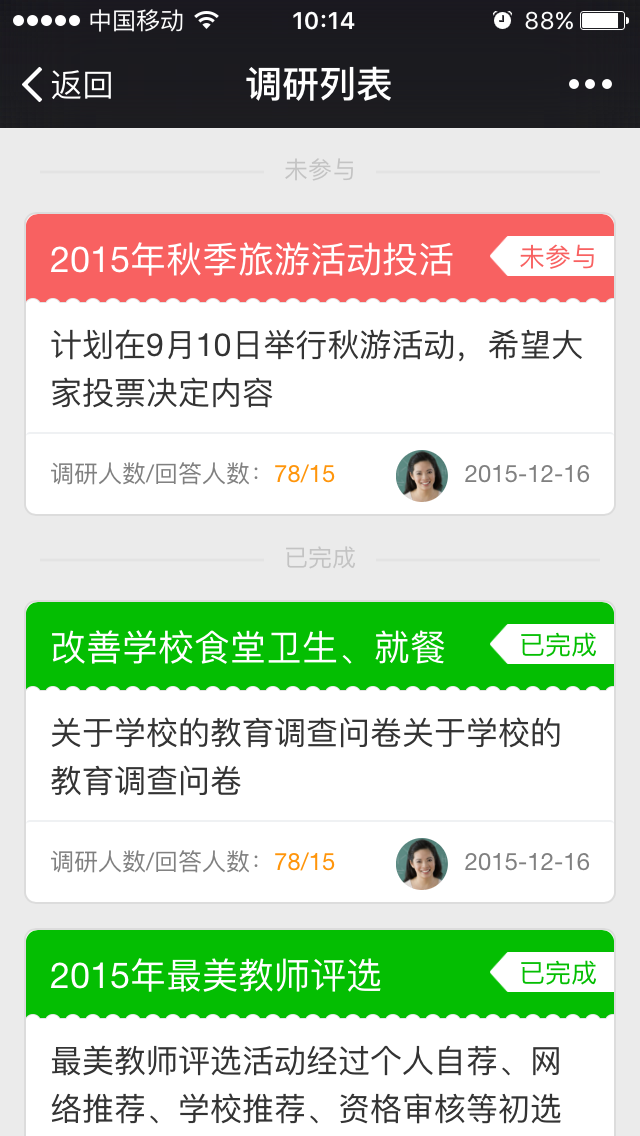 中国移动 10:14 88%
返回 调研列表
未参与
2015年秋季旅游活动投活 未参与
计划在9月10日举行秋游活动，希望大
家投票决定内容
调研人数/回答人数：78/15 2015-12-16
已完成
改善学校食堂卫生、就餐 已完成
关于学校的教育调查问卷关于学校的
教育调查问卷
调研人数/回答人数：78/15 2015-12-16
2015年最美教师评选 已完成
最美教师评选活动经过个人自荐、网
络推荐、学校推荐、资格审核等初选